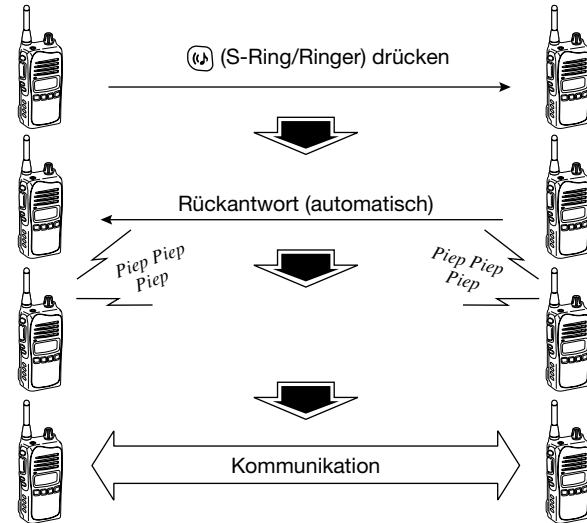 (S-Ring/Ringer) drücken
Rückantwort (automatisch)
Piep Piep
Piep
Piep Piep
Piep
Kommunikation